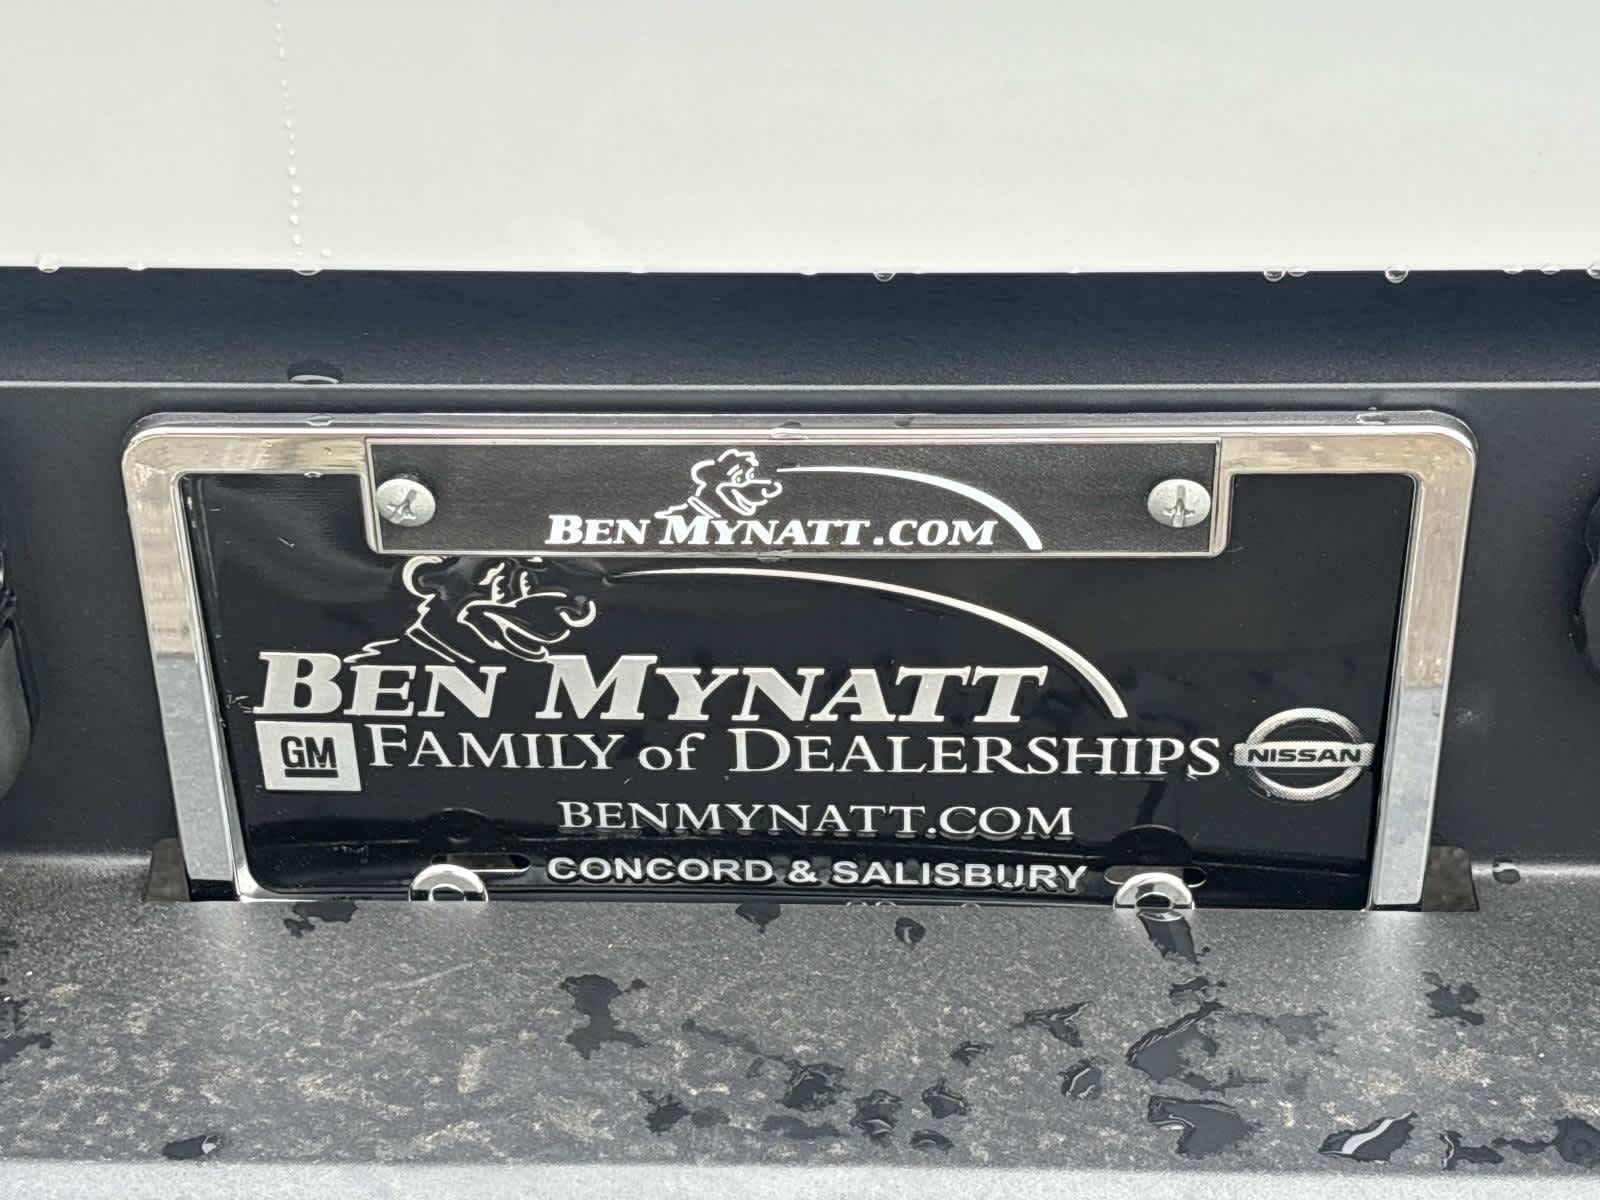 BEN MYNATT.COM
BEN MYNATT
GM FAMILY of DEALERSHIPS NISSAN
BENMYNATT.COM
CONCORD & SALISBURY